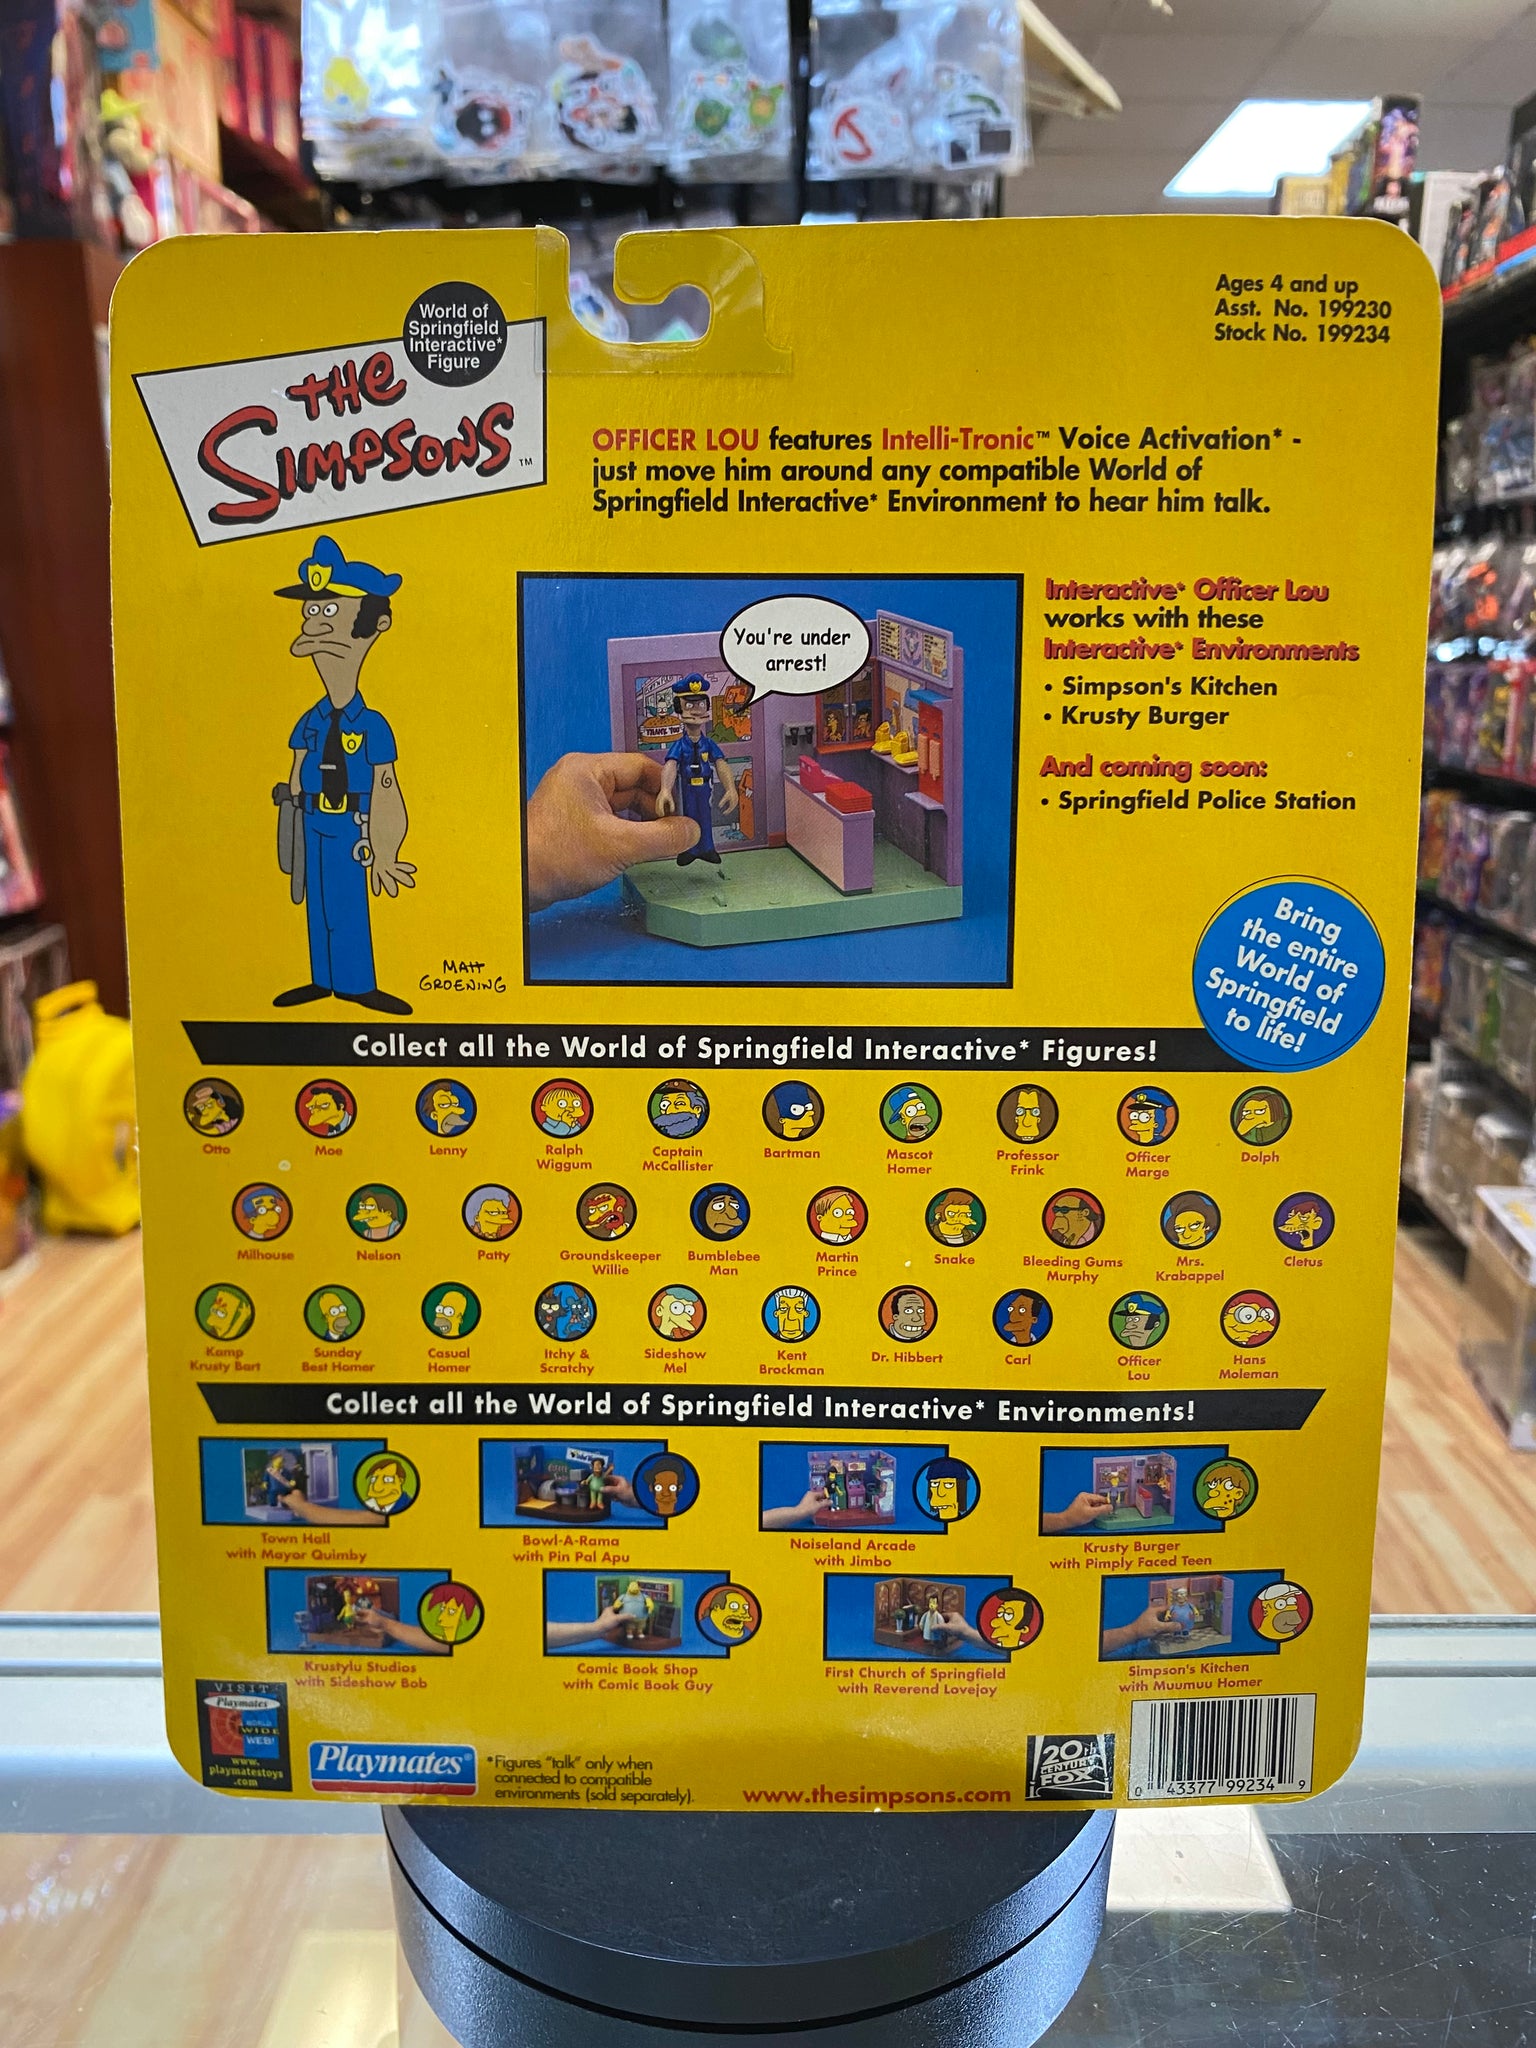 World of
Springfield
Interactive*
Figure
THE
SIMPSONS™
Ages 4 and up
Asst. No. 199230
Stock No. 199234
OFFICER LOU features Intelli-Tronic™ Voice Activation* -
just move him around any compatible World of
Springfield Interactive* Environment to hear him talk.
You're under
arrest!
THANK YOU
Interactive* Officer Lou
works with these
Interactive* Environments
• Simpson's Kitchen
• Krusty Burger
And coming soon:
• Springfield Police Station
MATT
GROENING
Bring
the entire
World of
Springfield
to life!
Collect all the World of Springfield Interactive* Figures!
Otto
Moe
Lenny
Ralph
Wiggum
Captain
McCallister
Bartman
Mascot
Homer
Professor
Frink
Officer
Marge
Dolph
Milhouse
Nelson
Patty
Groundskeeper
Willie
Bumblebee
Man
Martin
Prince
Snake
Bleeding Gums
Murphy
Mrs.
Krabappel
Cletus
Kamp
Krusty Bart
Sunday
Best Homer
Casual
Homer
Itchy &
Scratchy
Sideshow
Mel
Kent
Brockman
Dr. Hibbert
Carl
Officer
Lou
Hans
Moleman
Collect all the World of Springfield Interactive* Environments!
Town Hall
with Mayor Quimby
Bowl-A-Rama
with Pin Pal Apu
Noiseland Arcade
with Jimbo
Krusty Burger
with Pimply Faced Teen
Krustylu Studios
with Sideshow Bob
Comic Book Shop
with Comic Book Guy
First Church of Springfield
with Reverend Lovejoy
Simpson's Kitchen
with Muumuu Homer
VISIT
Playmates
WORLD
WIDE
WEB!
www.
playmatestoys
.com
Playmates®
*Figures "talk" only when
connected to compatible
environments (sold separately).
www.thesimpsons.com
20th
CENTURY
FOX
0 43377 99234 9